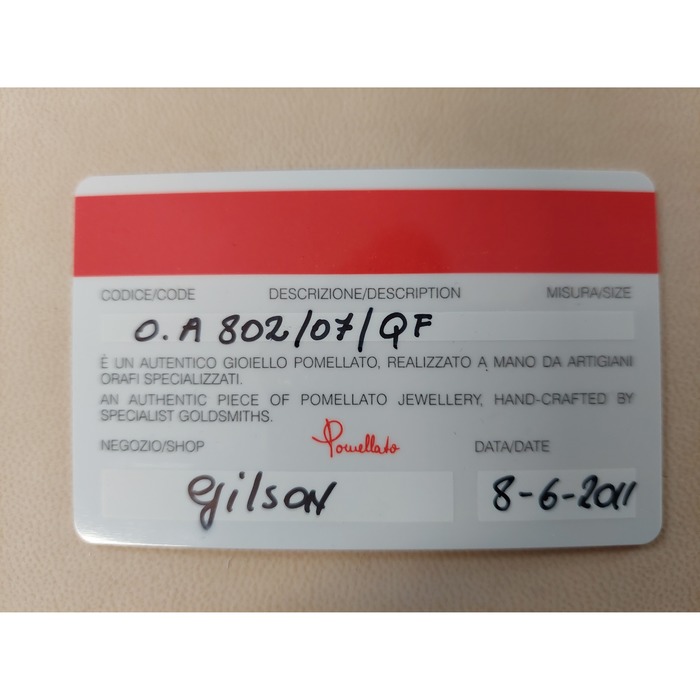 CODICE/CODE DESCRIZIONE/DESCRIPTION MISURA/SIZE
O.A 802/07/QF
È UN AUTENTICO GIOIELLO POMELLATO, REALIZZATO A MANO DA ARTIGIANI
ORAFI SPECIALIZZATI.
AN AUTHENTIC PIECE OF POMELLATO JEWELLERY, HAND-CRAFTED BY
SPECIALIST GOLDSMITHS.
NEGOZIO/SHOP Pomellato DATA/DATE
Gilson 8-6-2011